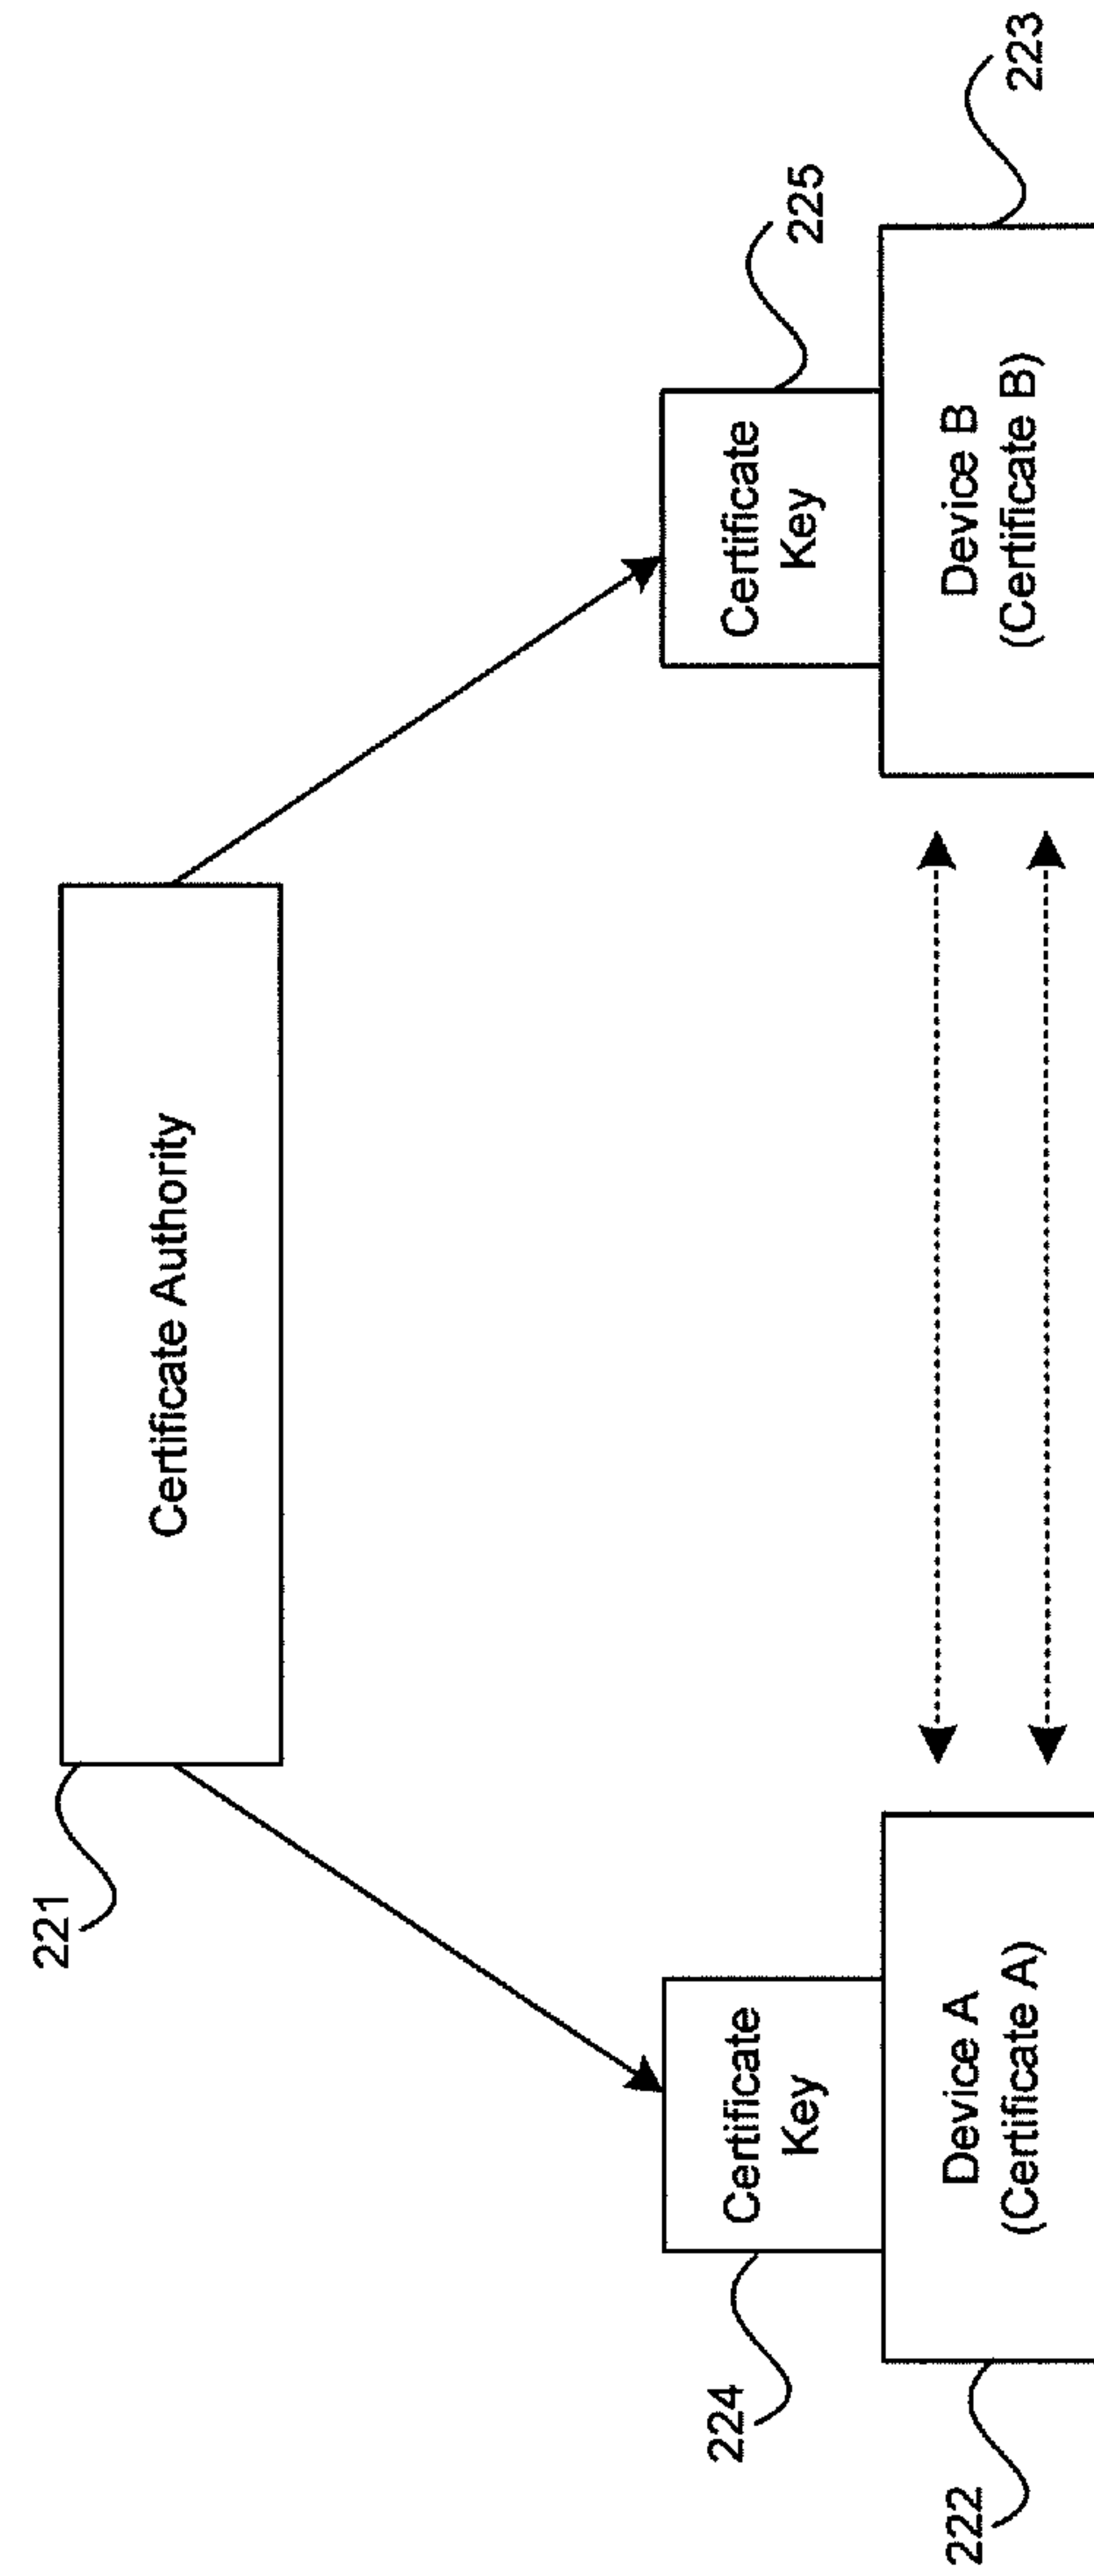 221
Certificate Authority
224
Certificate
Key
Certificate
Key
225
222
Device A
(Certificate A)
Device B
(Certificate B)
223